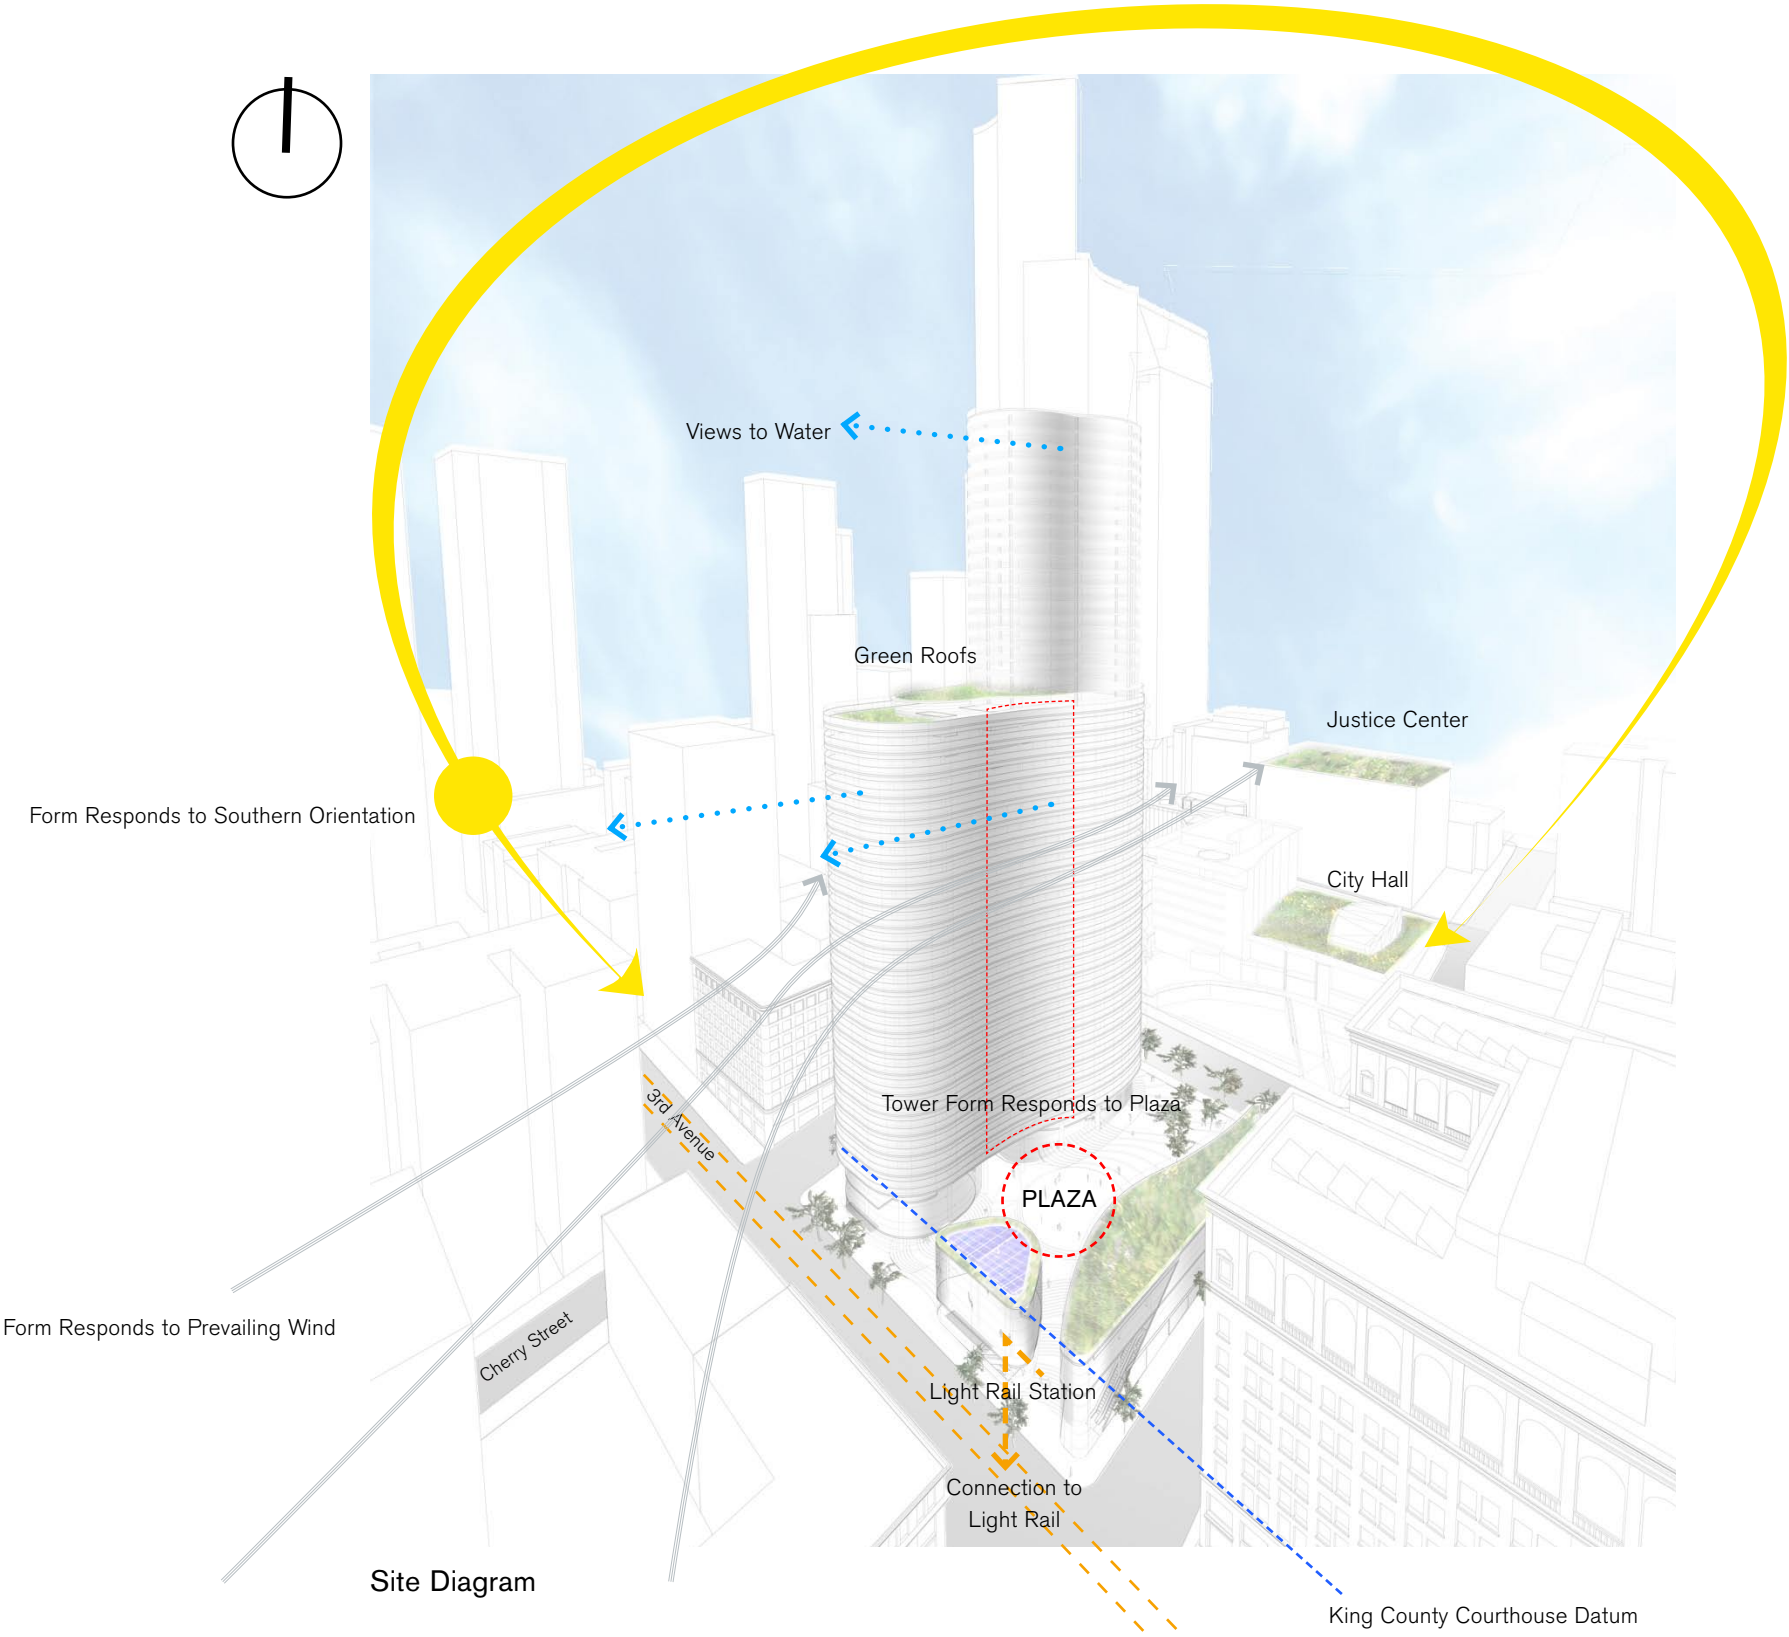 Views to Water
Green Roofs
Justice Center
Form Responds to Southern Orientation
City Hall
Tower Form Responds to Plaza
3rd Avenue
PLAZA
Form Responds to Prevailing Wind
Cherry Street
Light Rail Station
Connection to
Light Rail
Site Diagram
King County Courthouse Datum